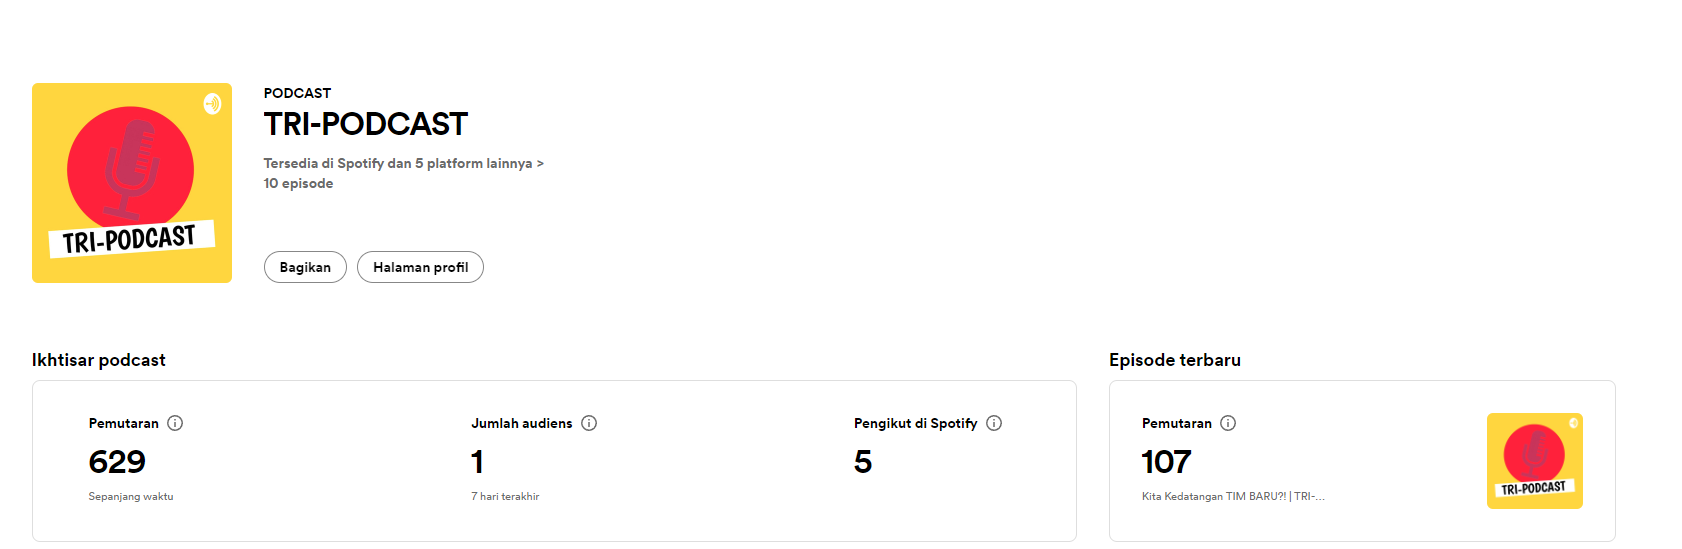 TRI-PODCAST
PODCAST
TRI-PODCAST
Tersedia di Spotify dan 5 platform lainnya >
10 episode
Bagikan
Halaman profil
Ikhtisar podcast
Pemutaran
629
Sepanjang waktu
Jumlah audiens
1
7 hari terakhir
Pengikut di Spotify
5
Episode terbaru
Pemutaran
107
Kita Kedatangan TIM BARU?! | TRI-...
TRI-PODCAST